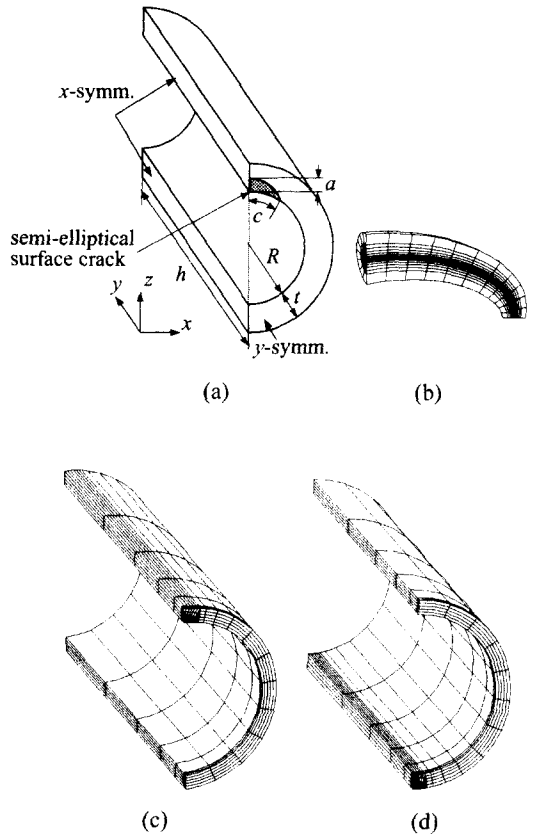 x-symm.
a
c
semi-elliptical
surface crack
R
h
t
y
z
x
y-symm.
(a)
(b)
(c)
(d)